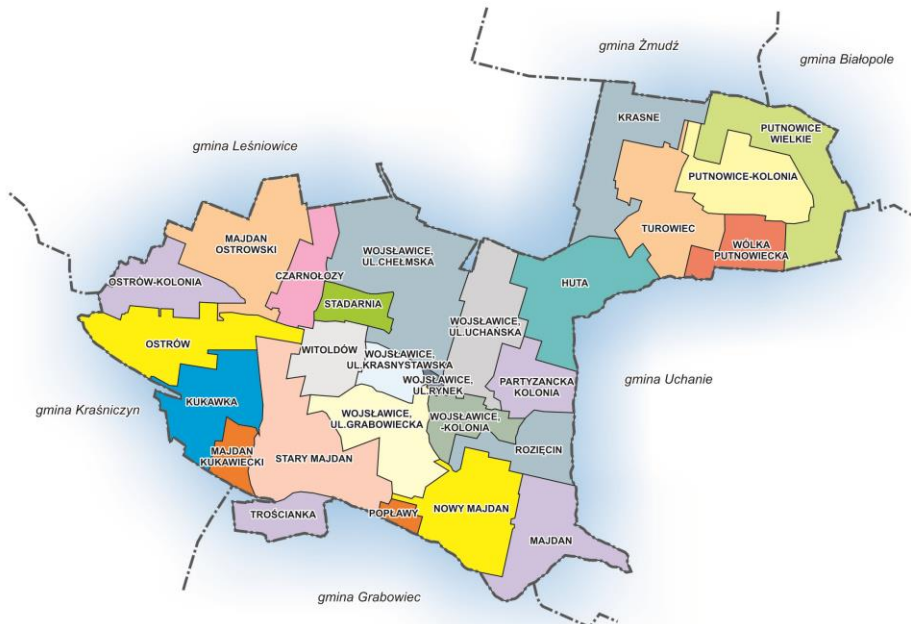 gmina Żmudź
gmina Białopole
KRASNE
PUTNOWICE
WIELKIE
gmina Leśniowice
PUTNOWICE-KOLONIA
MAJDAN
OSTROWSKI
TUROWIEC
WÓLKA
PUTNOWIECKA
WOJSŁAWICE,
UL.CHEŁMSKA
CZARNOŁOZY
OSTRÓW-KOLONIA
HUTA
STADARNIA
WOJSŁAWICE,
UL.UCHAŃSKA
OSTRÓW
WITOLDÓW
WOJSŁAWICE,
UL.KRASNYSTAWSKA
WOJSŁAWICE,
UL.RYNEK
PARTYZANCKA
KOLONIA
gmina Uchanie
KUKAWKA
gmina Kraśniczyn
WOJSŁAWICE,
UL.GRABOWIECKA
WOJSŁAWICE,
-KOLONIA
ROZIĘCIN
MAJDAN
KUKAWIECKI
STARY MAJDAN
NOWY MAJDAN
POPŁAWY
TROŚCIANKA
MAJDAN
gmina Grabowiec